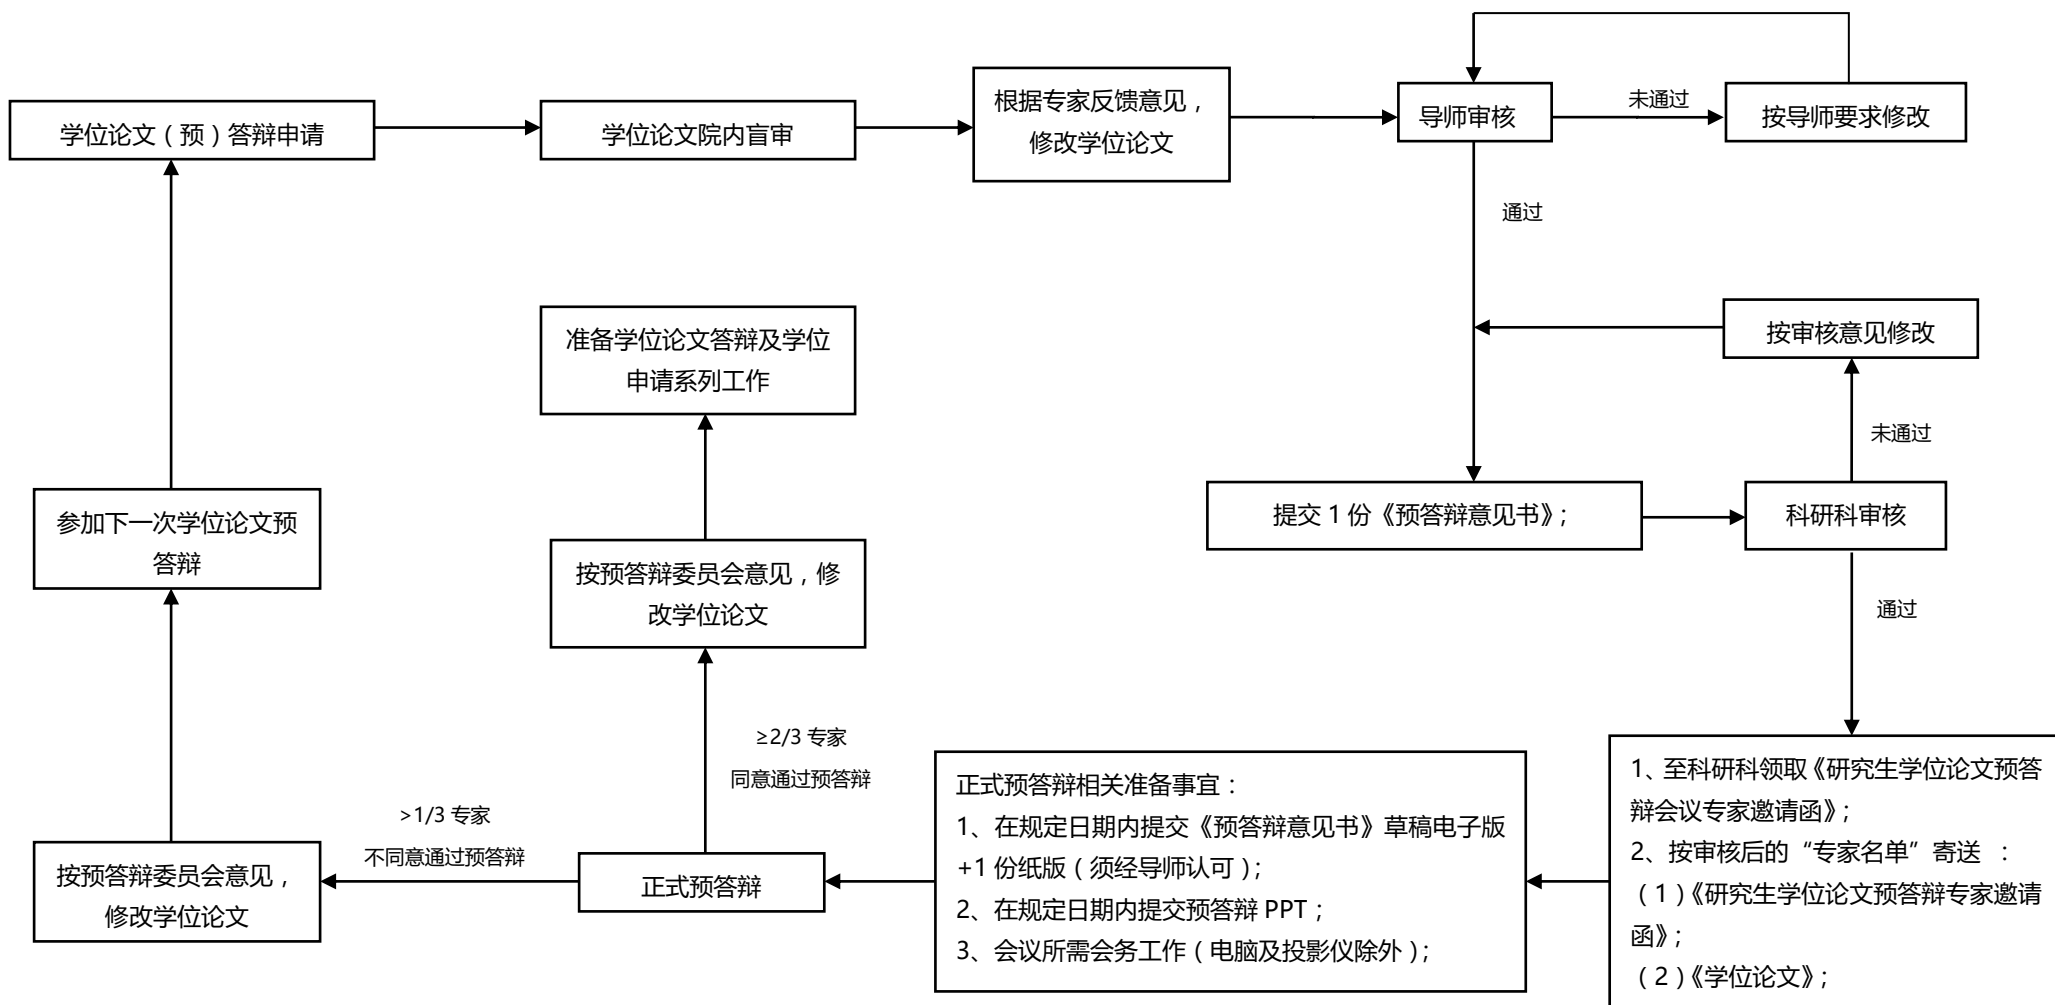 学位论文（预）答辩申请
学位论文院内盲审
根据专家反馈意见，
修改学位论文
导师审核
未通过
按导师要求修改
通过
准备学位论文答辩及学位
申请系列工作
按审核意见修改
未通过
参加下一次学位论文预
答辩
提交 1 份《预答辩意见书》；
科研科审核
按预答辩委员会意见，修
改学位论文
通过
≥2/3 专家
同意通过预答辩
>1/3 专家
不同意通过预答辩
按预答辩委员会意见，
修改学位论文
正式预答辩
正式预答辩相关准备事宜：
1、在规定日期内提交《预答辩意见书》草稿电子版
+1 份纸版（须经导师认可）；
2、在规定日期内提交预答辩 PPT；
3、会议所需会务工作（电脑及投影仪除外）；
1、至科研科领取《研究生学位论文预答
辩会议专家邀请函》；
2、按审核后的“专家名单”寄送 ：
（1）《研究生学位论文预答辩专家邀请
函》；
（2）《学位论文》；